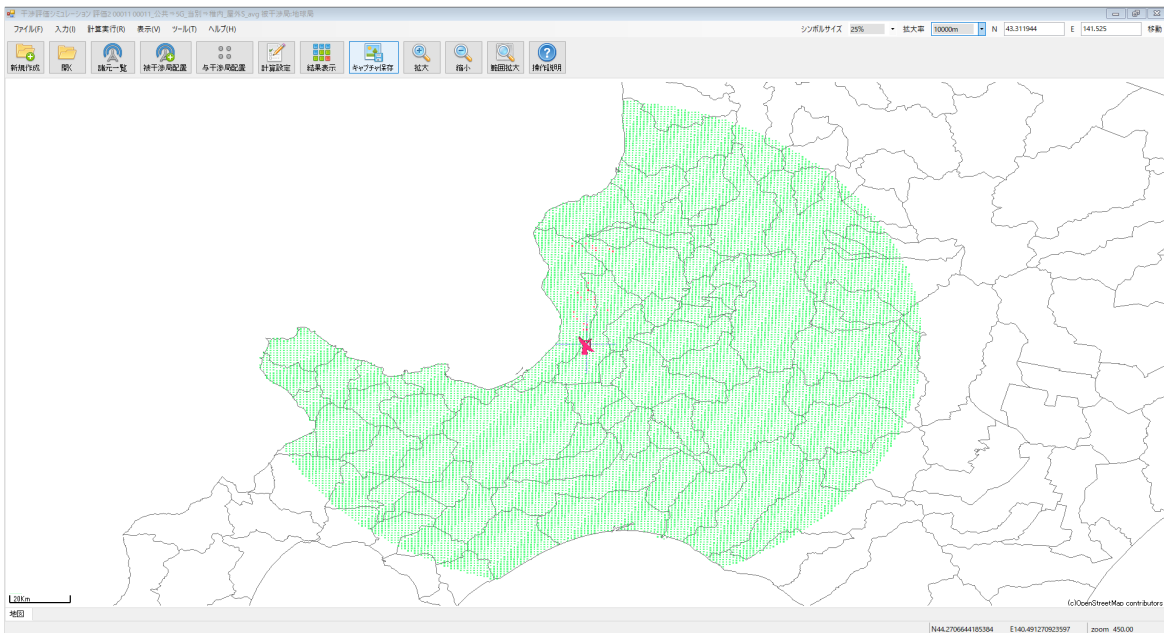 干渉評価シミュレーション 評価2 00011 00011_公共⇒5G_当別⇒構内_屋外S_avg 被干渉局:地球局
ファイル(F) 入力(I) 計算実行(R) 表示(V) ツール(T) ヘルプ(H) シンボルサイズ 25% 拡大率 10000m N 43.311944 E 141.525 移動
新規作成 開く 諸元一覧 被干渉局配置 与干渉局配置 計算設定 結果表示 キャプチャ保存 拡大 縮小 範囲拡大 操作説明
20Km
(c)OpenStreetMap contributors
地図
N44.2706644185384 E140.491270923597 zoom 450.00